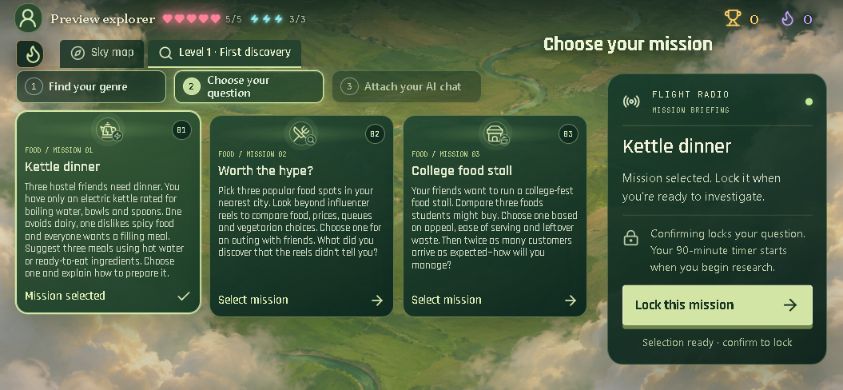 Preview explorer 5/5 3/3
0 0
Sky map
Level 1 · First discovery
Choose your mission
1 Find your genre
2 Choose your question
3 Attach your AI chat
01
FOOD / MISSION 01
Kettle dinner
Three hostel friends need dinner. You
have only an electric kettle rated for
boiling water, bowls and spoons. One
avoids dairy, one dislikes spicy food
and everyone wants a filling meal.
Suggest three meals using hot water
or ready-to-eat ingredients. Choose
one and explain how to prepare it.
Mission selected
02
FOOD / MISSION 02
Worth the hype?
Pick three popular food spots in your
nearest city. Look beyond influencer
reels to compare food, prices, queues
and vegetarian choices. Choose one for
an outing with friends. What did you
discover that the reels didn't tell you?
Select mission
03
FOOD / MISSION 03
College food stall
Your friends want to run a college-fest
food stall. Compare three foods
students might buy. Choose one based
on appeal, ease of serving and leftover
waste. Then twice as many customers
arrive as expected—how will you
manage?
Select mission
FLIGHT RADIO
MISSION BRIEFING
Kettle dinner
Mission selected. Lock it when
you're ready to investigate.
Confirming locks your question.
Your 90-minute timer starts
when you begin research.
Lock this mission
Selection ready · confirm to lock